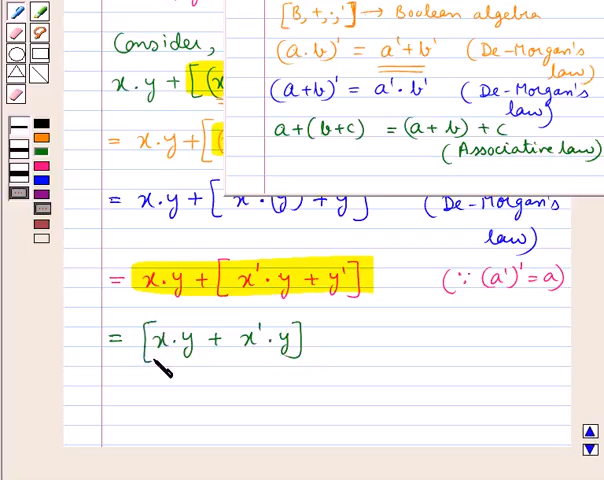 [B, +, ·, '] → Boolean algebra
Consider,
(a·b)' = a' + b' (De-Morgan's law)
x·y + [(x
(a+b)' = a'·b' (De-Morgan's law)
a + (b+c) = (a+b) + c
(Associative law)
= x·y + [(
= x·y + [ x'·(y')' + y' ] (De-Morgan's
law)
= x·y + [ x'·y + y' ] (∵ (a')' = a)
= [x·y + x'·y]